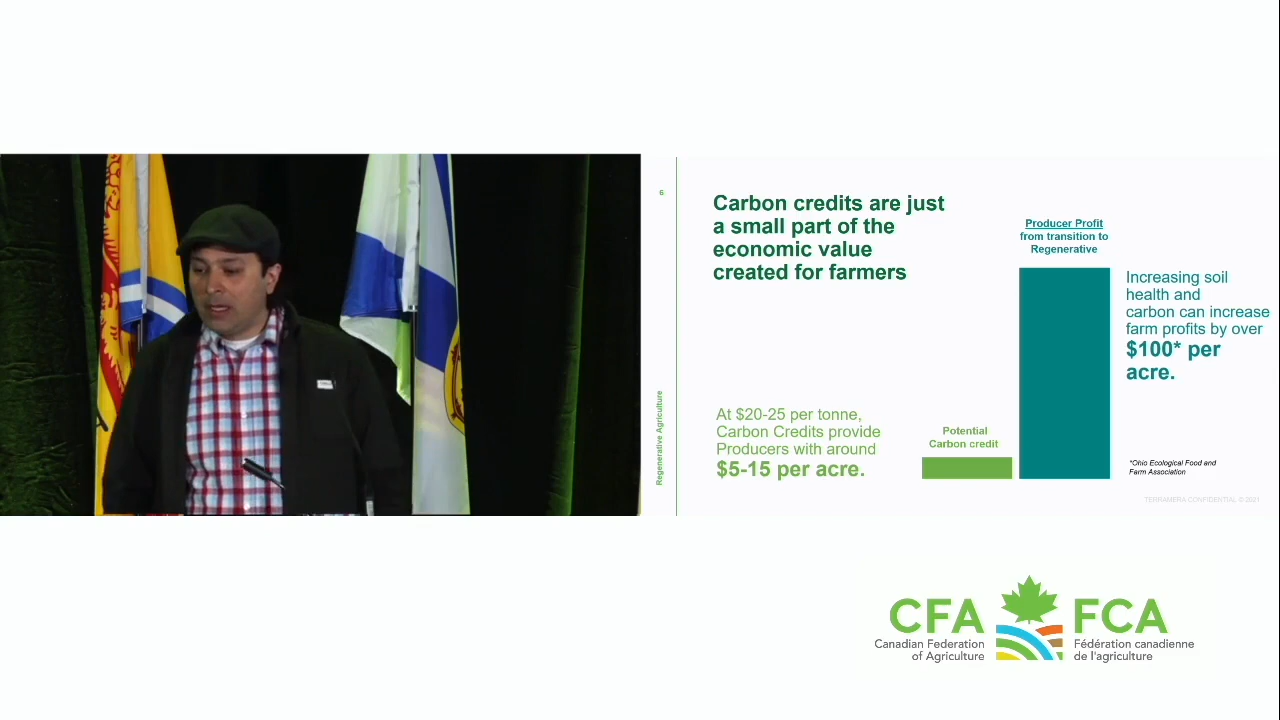 6
Carbon credits are just
a small part of the
economic value
created for farmers
Producer Profit
from transition to
Regenerative
Increasing soil
health and
carbon can increase
farm profits by over
$100* per
acre.
At $20-25 per tonne,
Carbon Credits provide
Producers with around
$5-15 per acre.
Potential
Carbon credit
*Ohio Ecological Food and
Farm Association
Regenerative Agriculture
TERRAMERA CONFIDENTIAL © 2021
CFA FCA
Canadian Federation
of Agriculture
Fédération canadienne
de l'agriculture